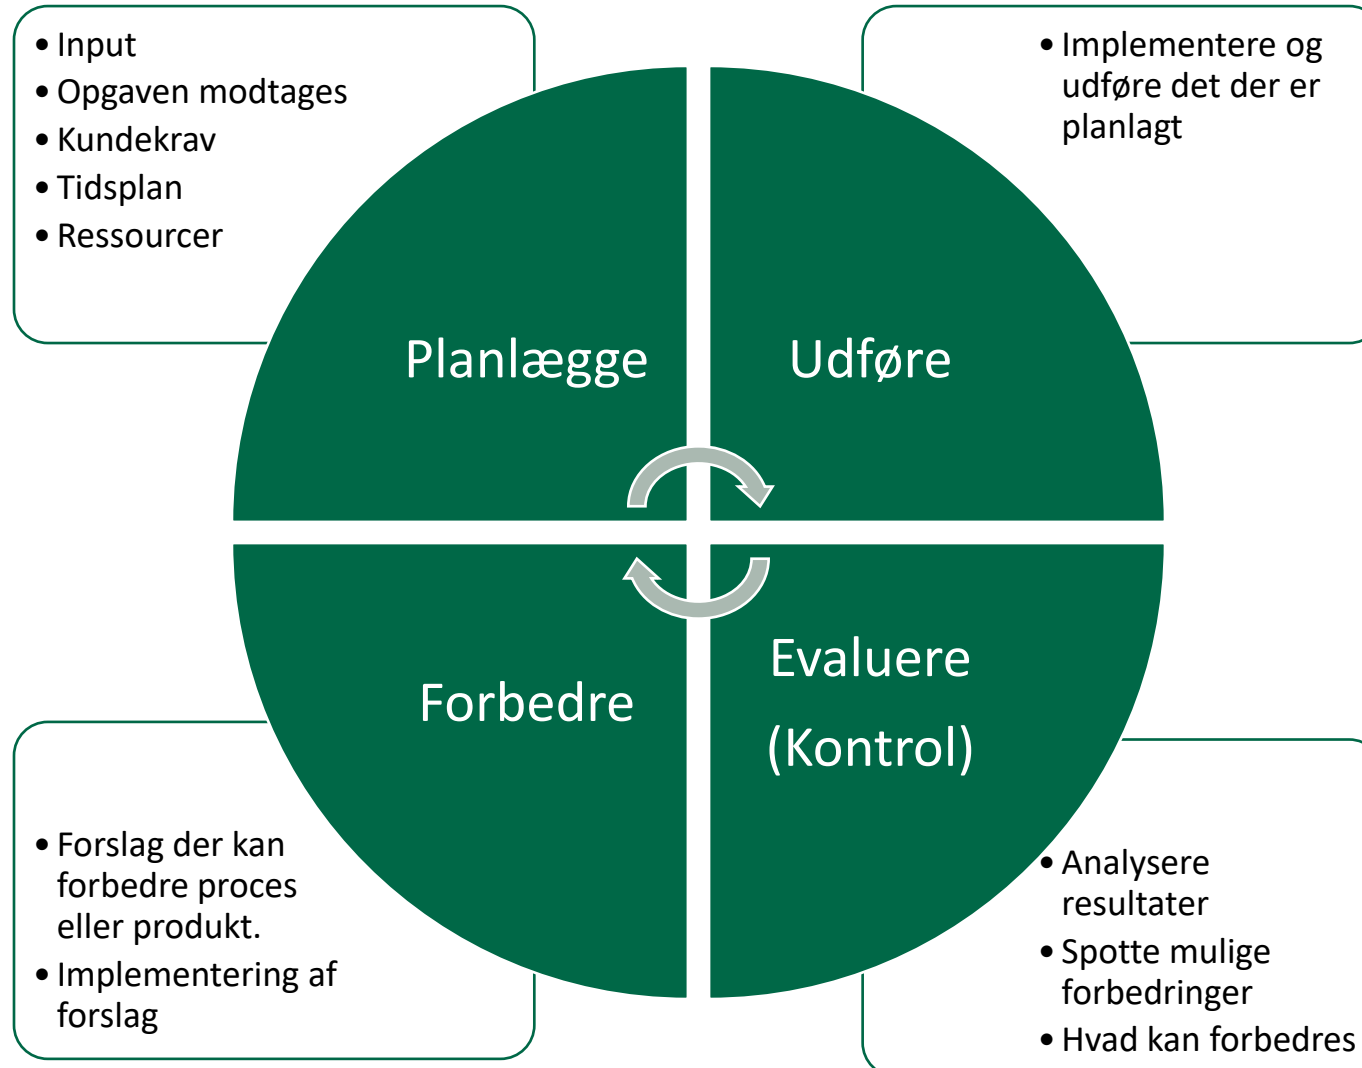 • Input
• Opgaven modtages
• Kundekrav
• Tidsplan
• Ressourcer
• Implementere og
udføre det der er
planlagt
Planlægge
Udføre
Forbedre
Evaluere
(Kontrol)
• Forslag der kan
forbedre proces
eller produkt.
• Implementering af
forslag
• Analysere
resultater
• Spotte mulige
forbedringer
• Hvad kan forbedres